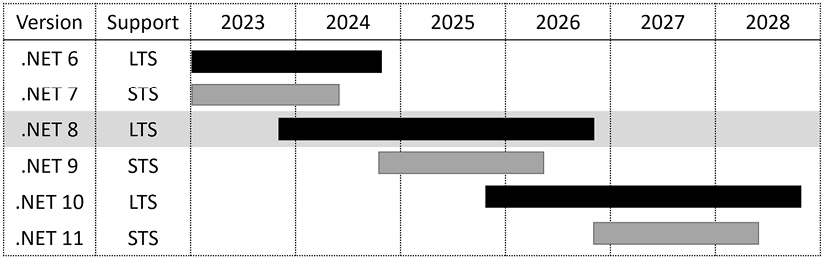 Version Support 2023 2024 2025 2026 2027 2028
.NET 6 LTS
.NET 7 STS
.NET 8 LTS
.NET 9 STS
.NET 10 LTS
.NET 11 STS